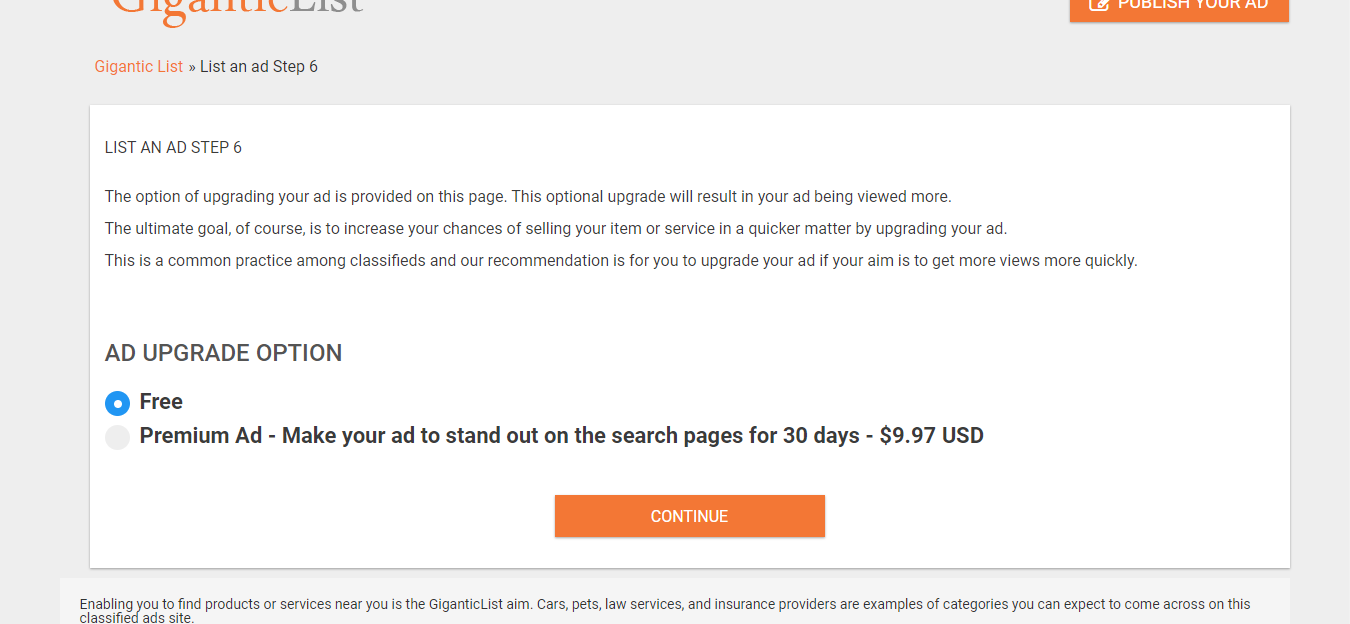 GiganticList
PUBLISH YOUR AD
Gigantic List » List an ad Step 6
LIST AN AD STEP 6
The option of upgrading your ad is provided on this page. This optional upgrade will result in your ad being viewed more.
The ultimate goal, of course, is to increase your chances of selling your item or service in a quicker matter by upgrading your ad.
This is a common practice among classifieds and our recommendation is for you to upgrade your ad if your aim is to get more views more quickly.
AD UPGRADE OPTION
Free
Premium Ad - Make your ad to stand out on the search pages for 30 days - $9.97 USD
CONTINUE
Enabling you to find products or services near you is the GiganticList aim. Cars, pets, law services, and insurance providers are examples of categories you can expect to come across on this
classified ads site.